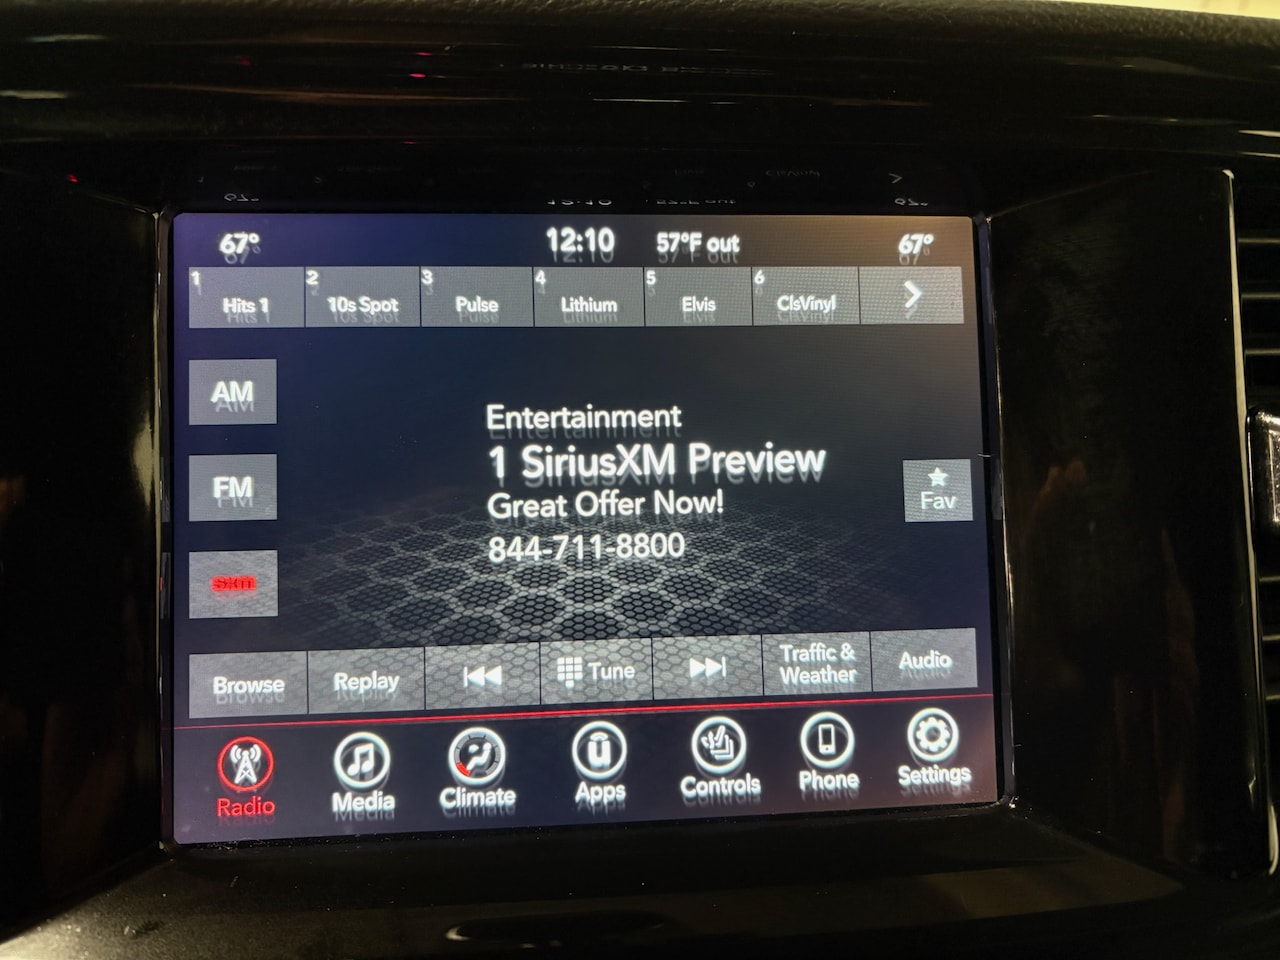 67° 12:10 57°F out 67°
1 2 3 4 5 6
Hits 1 10s Spot Pulse Lithium Elvis ClsVinyl
AM
Entertainment
1 SiriusXM Preview
FM
Fav
Great Offer Now!
844-711-8800
sxm
Browse Replay Tune Traffic & Weather Audio
Radio Media Climate Apps Controls Phone Settings